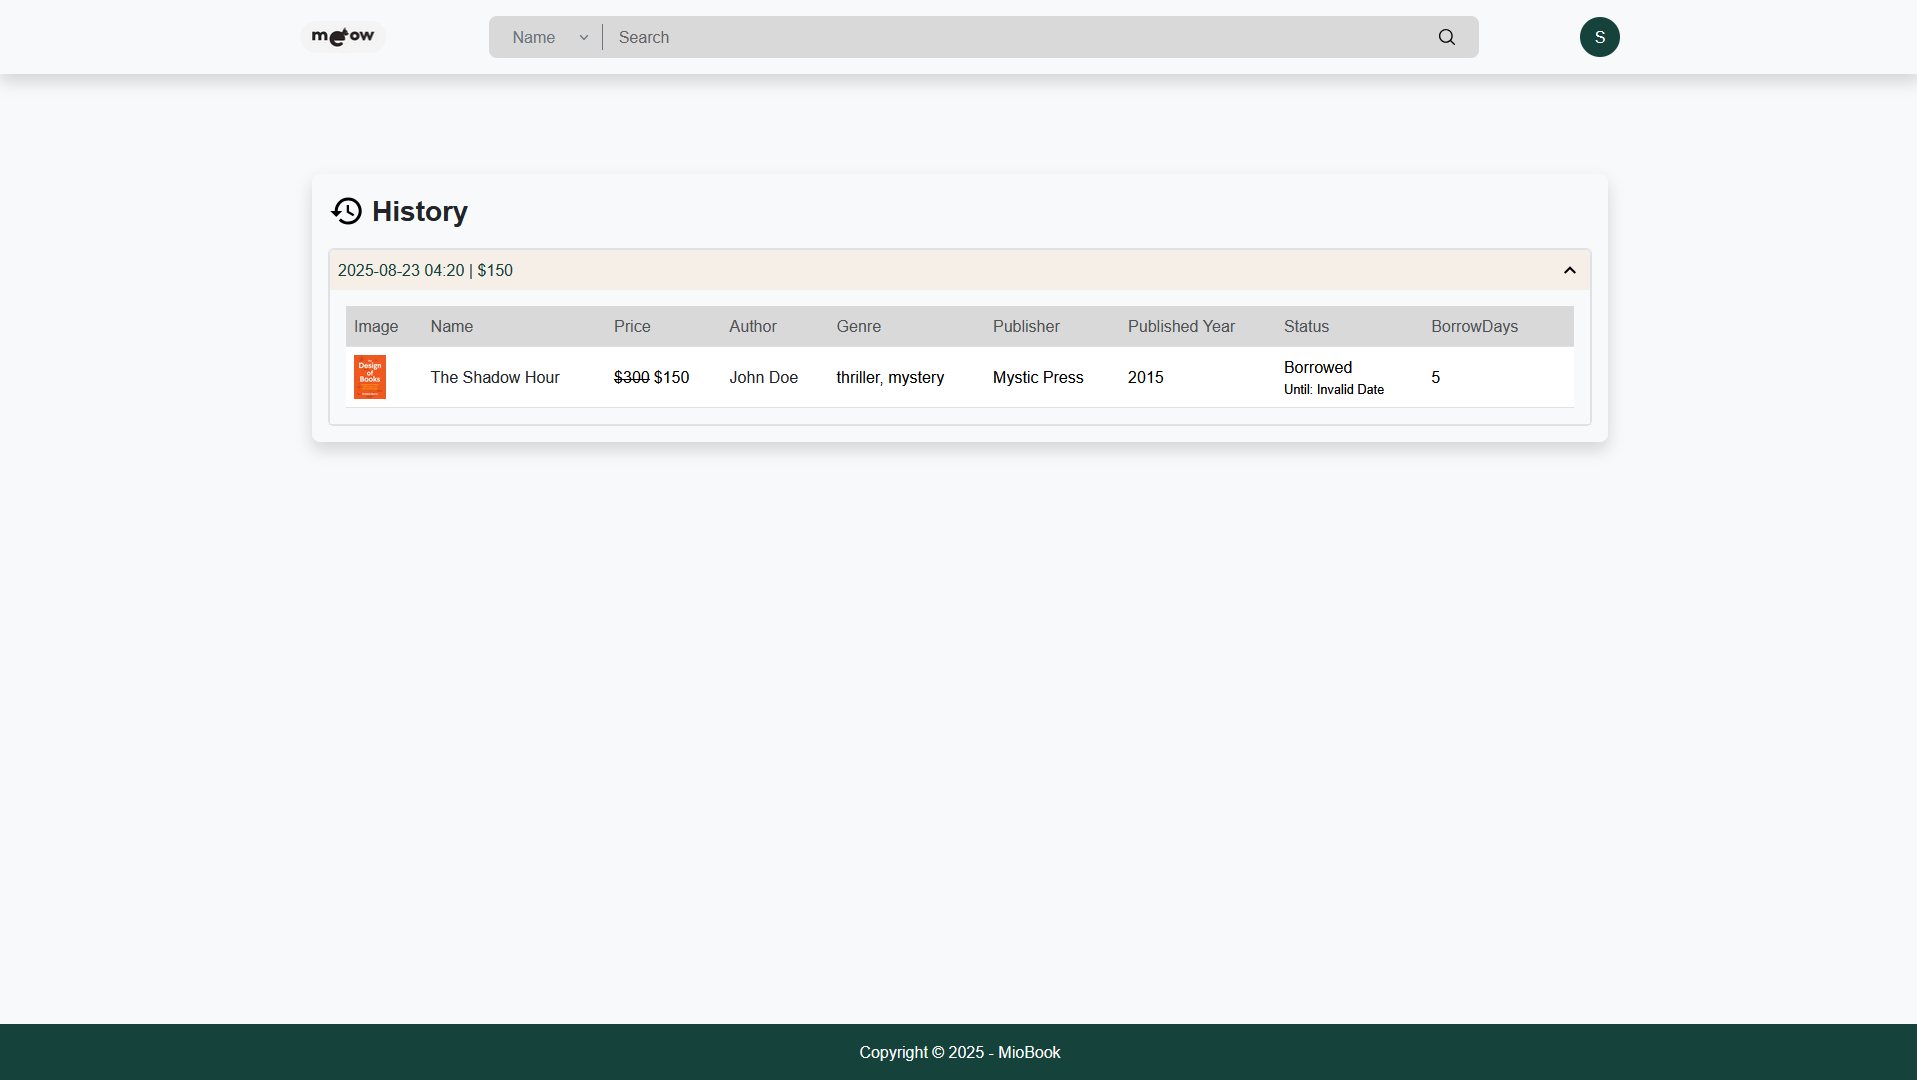 meow
Name
Search
S
History
2025-08-23 04:20 | $150
Image Name Price Author Genre Publisher Published Year Status BorrowDays
Design
of
Books
The Shadow Hour $300 $150 John Doe thriller, mystery Mystic Press 2015 Borrowed 5
Until: Invalid Date
Copyright © 2025 - MioBook